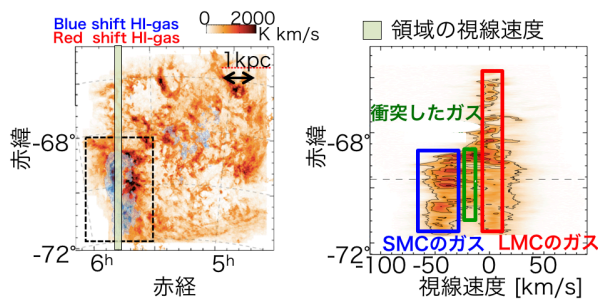 Blue shift HI-gas
Red shift HI-gas
0 2000
K km/s
1kpc
赤緯
-68°
-72°
6h 5h
赤経
領域の視線速度
衝突したガス
赤緯
-68°
-72°
SMCのガス
LMCのガス
-100 -50 0 50
視線速度 [km/s]